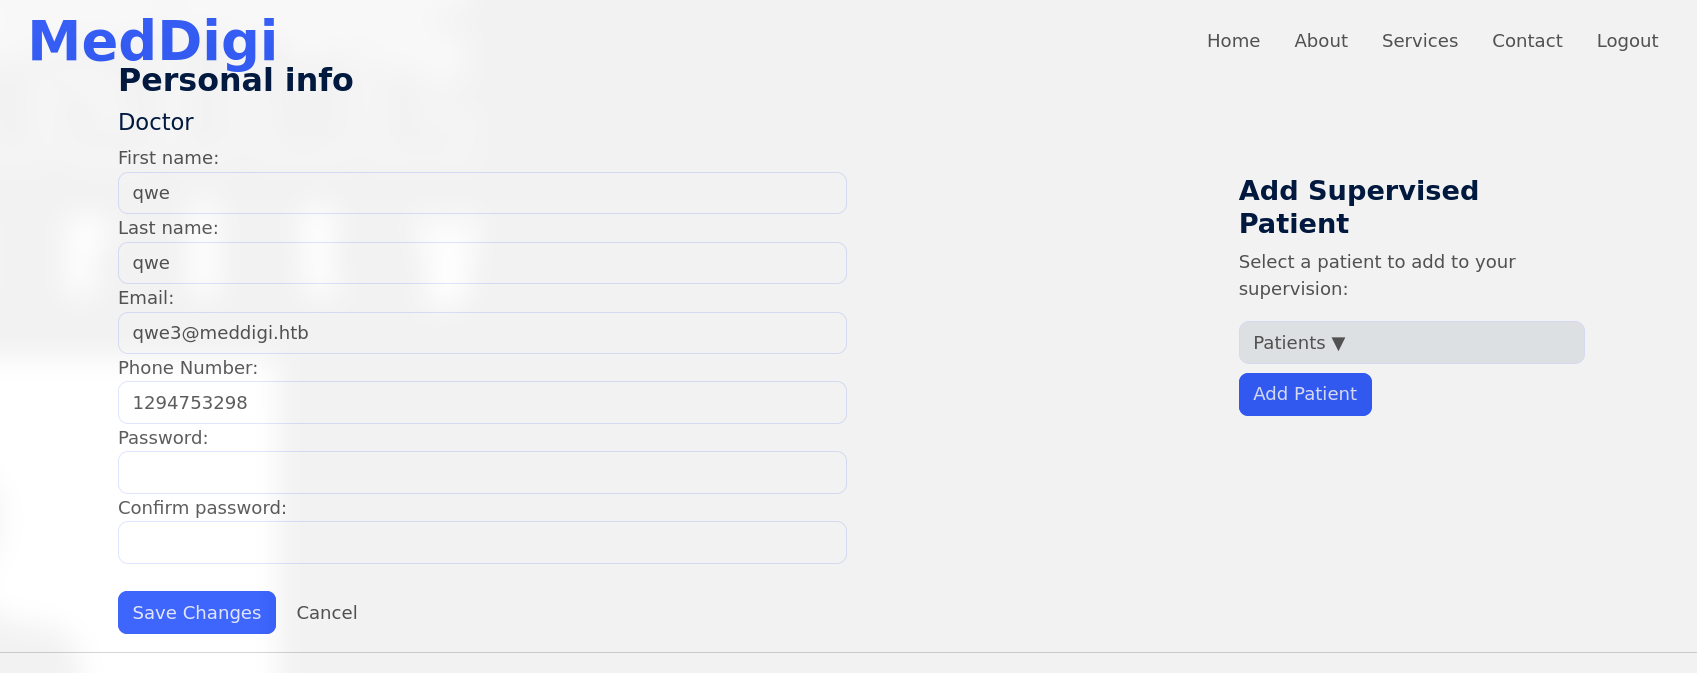 MedDigi
Home About Services Contact Logout
Personal info
Doctor
First name:
qwe
Last name:
qwe
Email:
qwe3@meddigi.htb
Phone Number:
1294753298
Password:
Confirm password:
Save Changes Cancel
Add Supervised
Patient
Select a patient to add to your
supervision:
Patients ▼
Add Patient